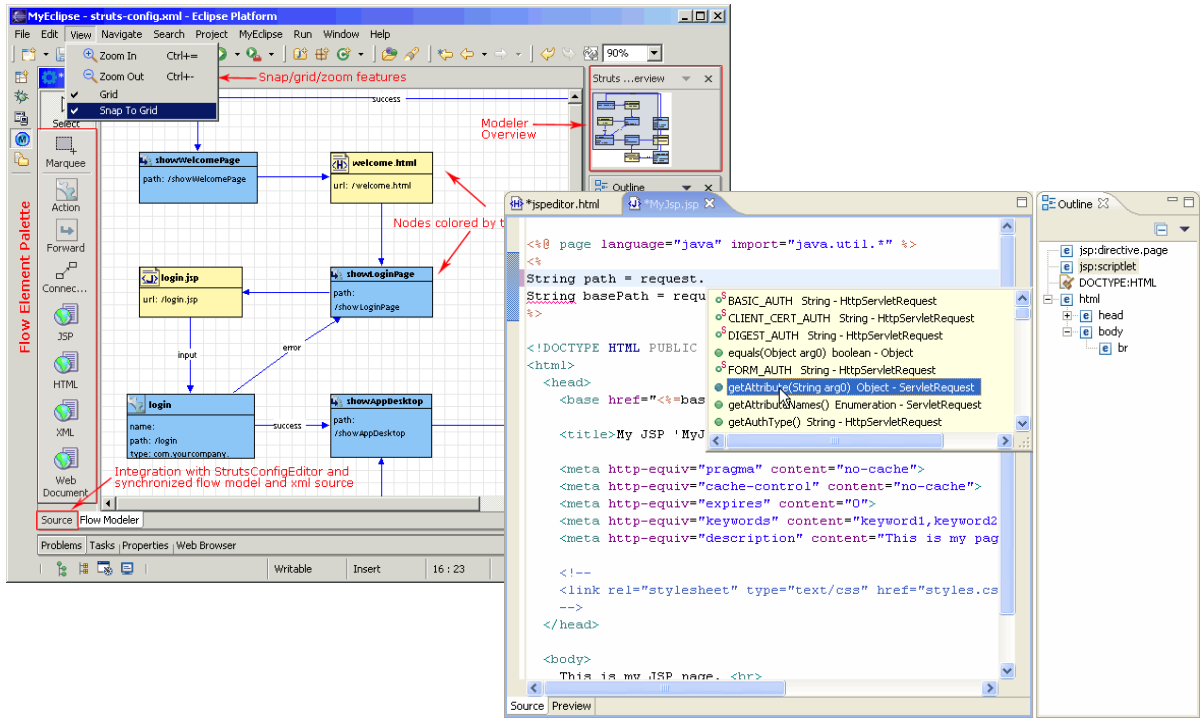 MyEclipse - struts-config.xml - Eclipse Platform
File Edit View Navigate Search Project MyEclipse Run Window Help
Zoom In Ctrl+=
Zoom Out Ctrl+-
Grid
Snap To Grid
90%
Snap/grid/zoom features
Struts ...erview
Select
Marquee
Action
Forward
Connec...
JSP
HTML
XML
Web
Document
Flow Element Palette
success
Modeler
Overview
showWelcomePage
path: /showWelcomePage
welcome.html
url: /welcome.html
Nodes colored by t
login.jsp
url: /login.jsp
showLoginPage
path:
/showLoginPage
input
error
login
name:
path: /login
type: com.yourcompany.
success
showAppDesktop
path:
/showAppDesktop
Integration with StrutsConfigEditor and
synchronized flow model and xml source
Source Flow Modeler
Problems Tasks Properties Web Browser
Writable Insert 16 : 23
Outline
*jspeditor.html *MyJsp.jsp
<%@ page language="java" import="java.util.*" %>
<%
String path = request.
String basePath = requ
%>
<!DOCTYPE HTML PUBLIC
<html>
<head>
<base href="<%=bas
<title>My JSP 'MyJ
<meta http-equiv="pragma" content="no-cache">
<meta http-equiv="cache-control" content="no-cache">
<meta http-equiv="expires" content="0">
<meta http-equiv="keywords" content="keyword1,keyword2
<meta http-equiv="description" content="This is my pag
<!--
<link rel="stylesheet" type="text/css" href="styles.cs
-->
</head>
<body>
This is my JSP page. <br>
Source Preview
BASIC_AUTH String - HttpServletRequest
CLIENT_CERT_AUTH String - HttpServletRequest
DIGEST_AUTH String - HttpServletRequest
equals(Object arg0) boolean - Object
FORM_AUTH String - HttpServletRequest
getAttribute(String arg0) Object - ServletRequest
getAttributeNames() Enumeration - ServletRequest
getAuthType() String - HttpServletRequest
Outline
jsp:directive.page
jsp:scriptlet
DOCTYPE:HTML
html
head
body
br